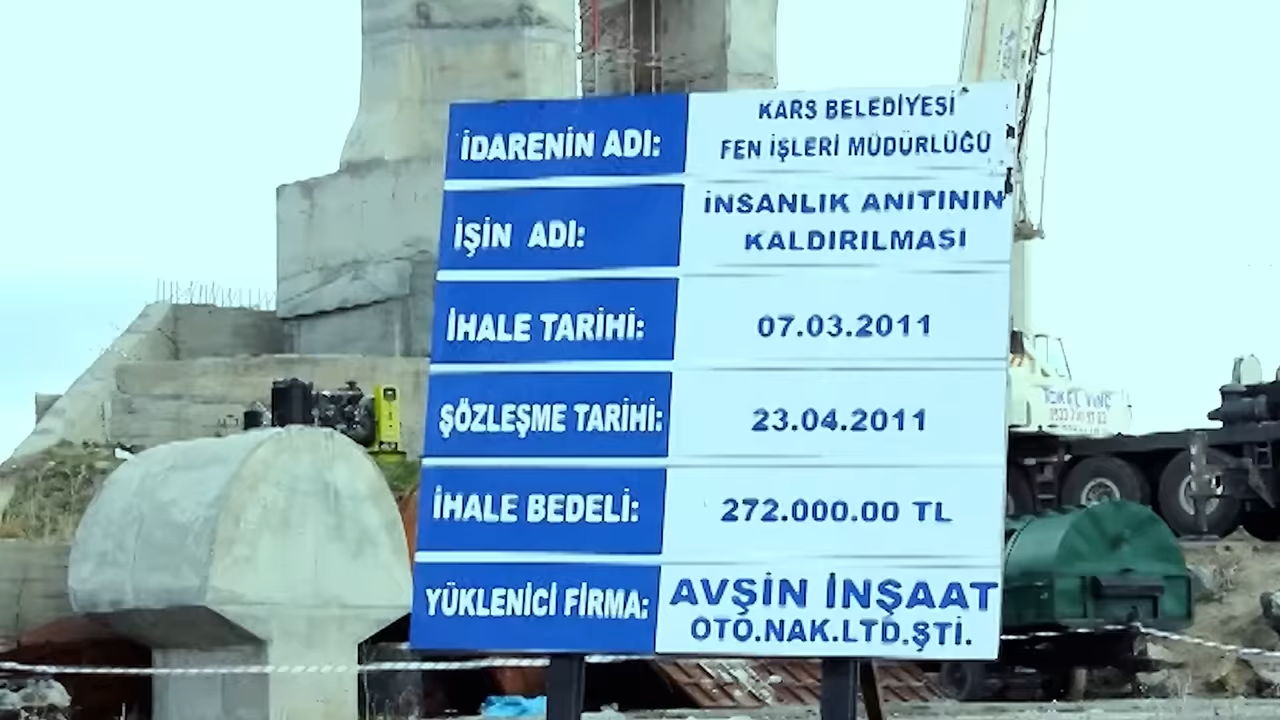 İDARENİN ADI:
KARS BELEDİYESİ
FEN İŞLERİ MÜDÜRLÜĞÜ
İŞİN ADI:
İNSANLIK ANITININ
KALDIRILMASI
İHALE TARİHİ:
07.03.2011
ŞÖZLEŞME TARİHİ:
23.04.2011
İHALE BEDELİ:
272.000.00 TL
YÜKLENİCİ FİRMA:
AVŞİN İNŞAAT
OTO.NAK.LTD.ŞTİ.